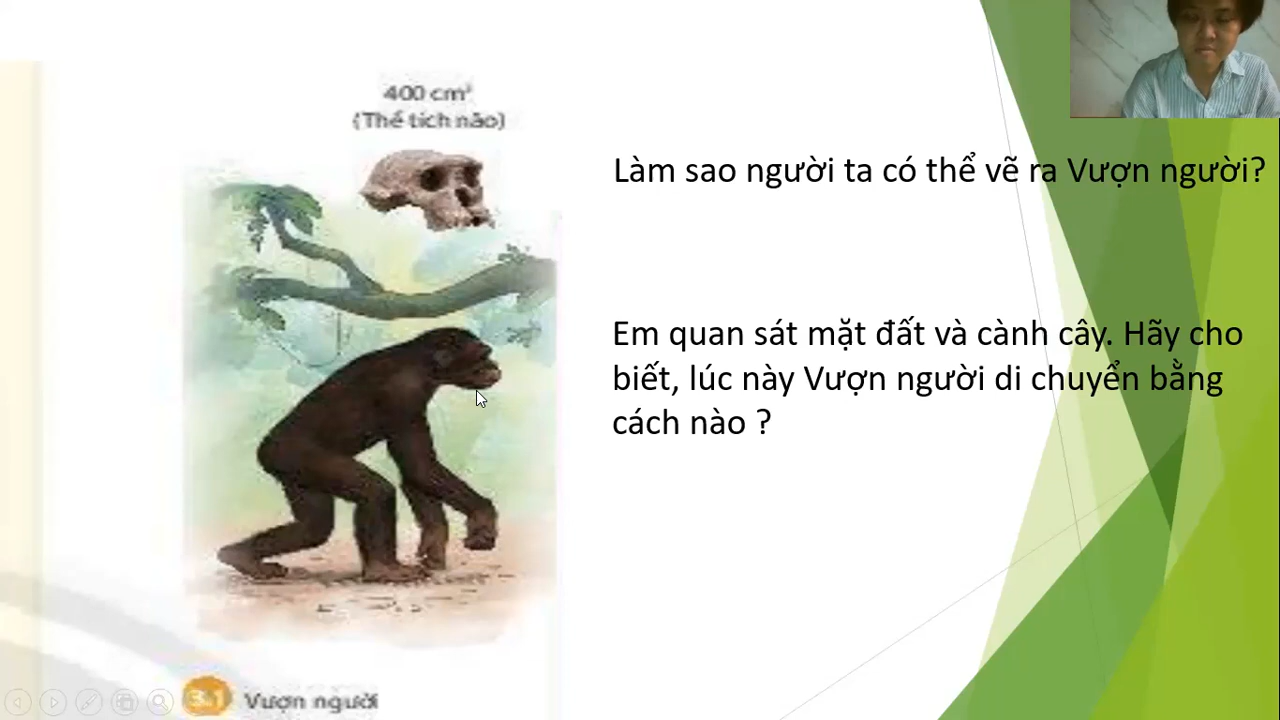 400 cm³
(Thể tích não)
Làm sao người ta có thể vẽ ra Vượn người?
Em quan sát mặt đất và cành cây. Hãy cho
biết, lúc này Vượn người di chuyển bằng
cách nào ?
3.1 Vượn người